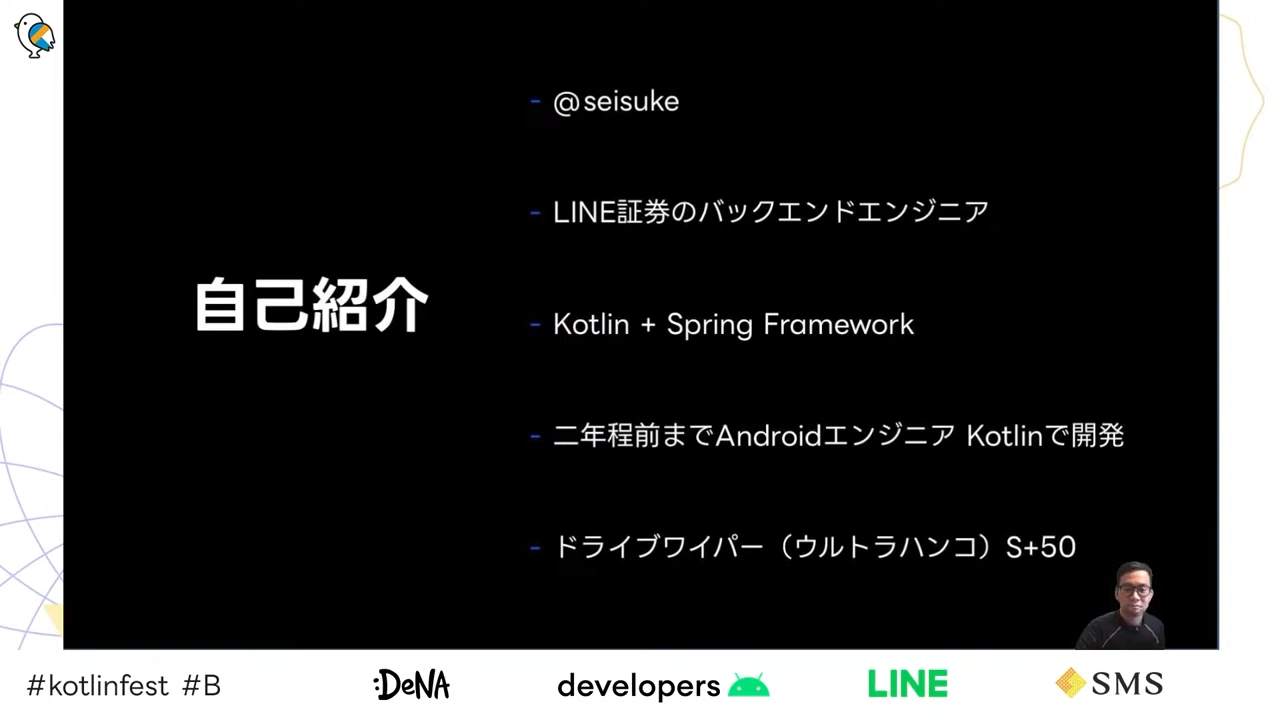 自己紹介
- @seisuke
- LINE証券のバックエンドエンジニア
- Kotlin + Spring Framework
- 二年程前までAndroidエンジニア Kotlinで開発
- ドライブワイパー（ウルトラハンコ）S+50
#kotlinfest #B
:DeNA
developers
LINE
SMS